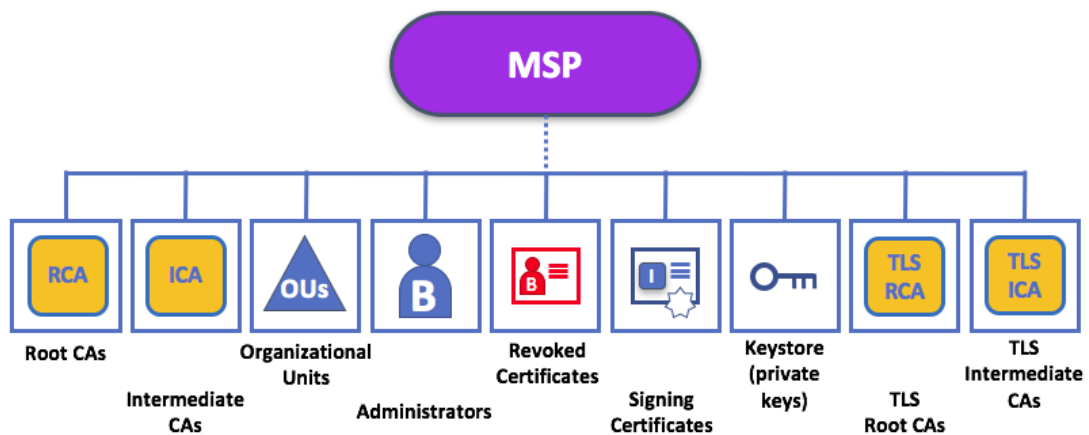 MSP
RCA
ICA
OUs
B
B
I
TLS
RCA
TLS
ICA
Root CAs
Intermediate
CAs
Organizational
Units
Administrators
Revoked
Certificates
Signing
Certificates
Keystore
(private
keys)
TLS
Root CAs
TLS
Intermediate
CAs